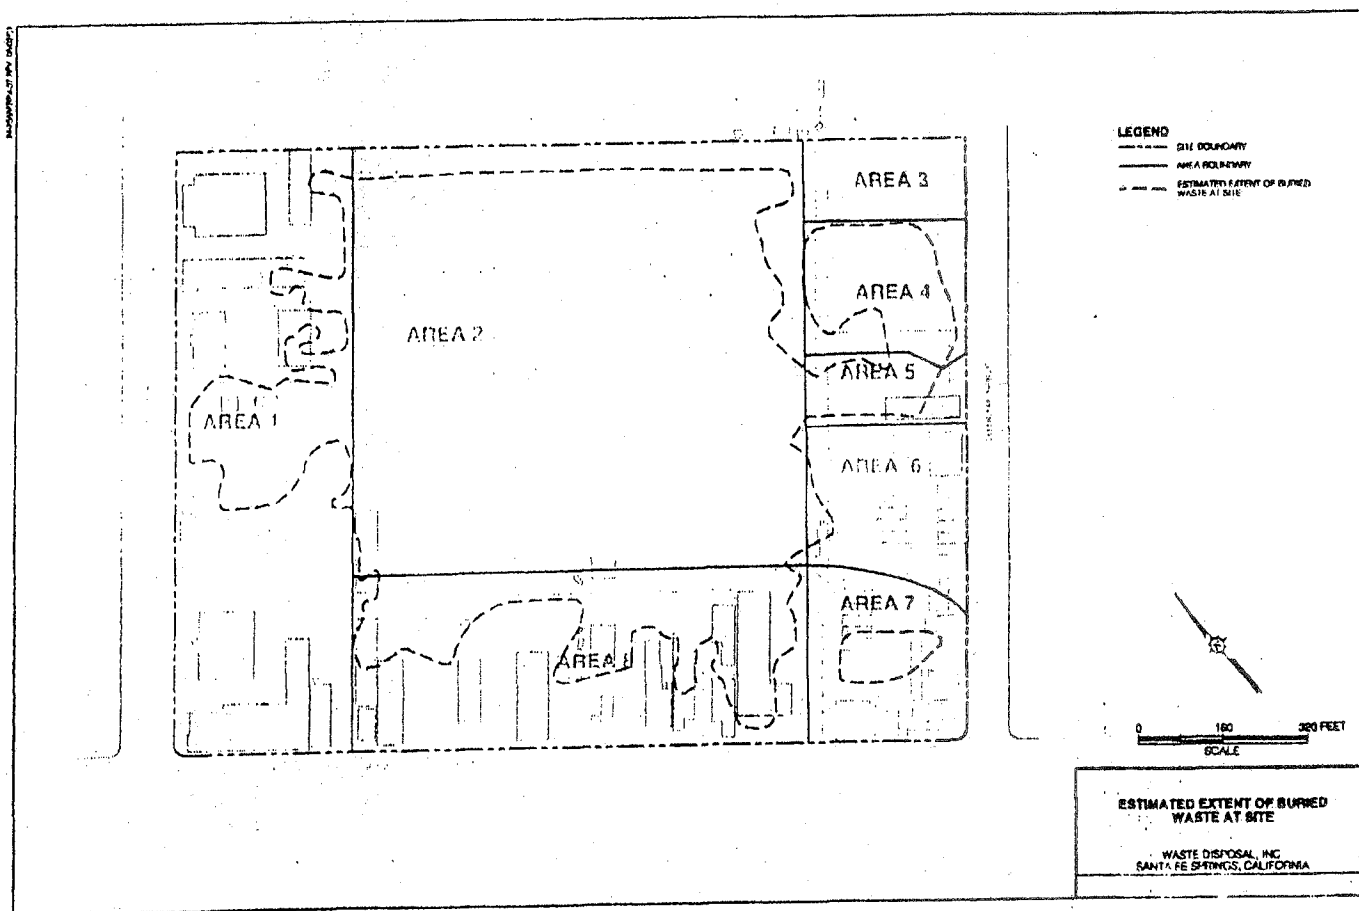 LEGEND
SITE BOUNDARY
AREA BOUNDARY
ESTIMATED EXTENT OF BURIED
WASTE AT SITE
AREA 3
AREA 4
AREA 2
AREA 5
AREA 1
AREA 6
AREA 7
AREA
0 160 320 FEET
SCALE
ESTIMATED EXTENT OF BURIED
WASTE AT SITE
WASTE DISPOSAL, INC
SANTA FE SPRINGS, CALIFORNIA